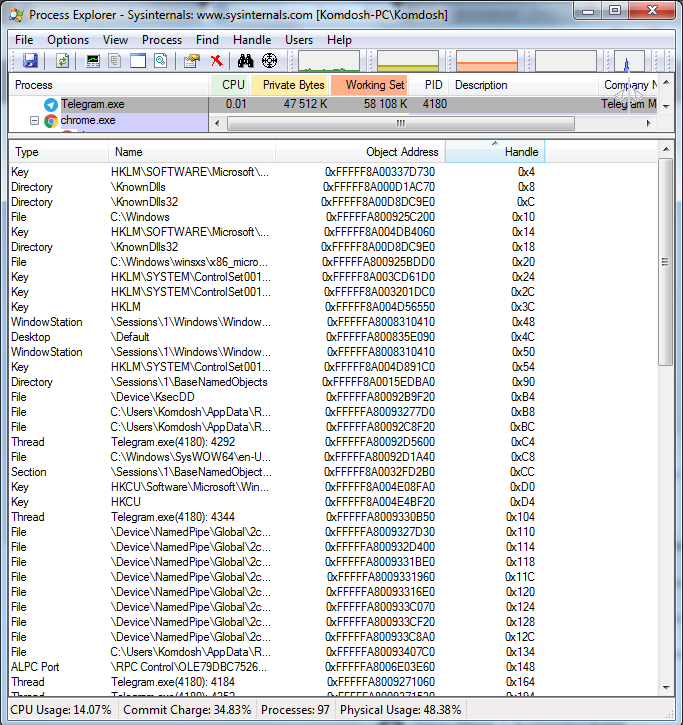 Process Explorer - Sysinternals: www.sysinternals.com [Komdosh-PC\Komdosh]
File Options View Process Find Handle Users Help
Process CPU Private Bytes Working Set PID Description Company N
Telegram.exe 0.01 47 512 K 58 108 K 4180 Telegram M
chrome.exe
Type Name Object Address Handle
Key HKLM\SOFTWARE\Microsoft\... 0xFFFFF8A00337D730 0x4
Directory \KnownDlls 0xFFFFF8A000D1AC70 0x8
Directory \KnownDlls32 0xFFFFF8A00D8DC9E0 0xC
File C:\Windows 0xFFFFFA800925C200 0x10
Key HKLM\SOFTWARE\Microsoft\... 0xFFFFF8A004DB4060 0x14
Directory \KnownDlls32 0xFFFFF8A00D8DC9E0 0x18
File C:\Windows\winsxs\x86_micro... 0xFFFFFA800925BDD0 0x20
Key HKLM\SYSTEM\ControlSet001... 0xFFFFF8A003CD61D0 0x24
Key HKLM\SYSTEM\ControlSet001... 0xFFFFF8A003201DC0 0x2C
Key HKLM 0xFFFFF8A004D56550 0x3C
WindowStation \Sessions\1\Windows\Window... 0xFFFFFA8008310410 0x48
Desktop \Default 0xFFFFFA800835E090 0x4C
WindowStation \Sessions\1\Windows\Window... 0xFFFFFA8008310410 0x50
Key HKLM\SYSTEM\ControlSet001... 0xFFFFF8A004D891C0 0x54
Directory \Sessions\1\BaseNamedObjects 0xFFFFF8A0015EDBA0 0x90
File \Device\KsecDD 0xFFFFFA80092B9F20 0xB4
File C:\Users\Komdosh\AppData\R... 0xFFFFFA80093277D0 0xB8
File C:\Users\Komdosh\AppData\R... 0xFFFFFA80092C8F20 0xBC
Thread Telegram.exe(4180): 4292 0xFFFFFA80092D5600 0xC4
File C:\Windows\SysWOW64\en-U... 0xFFFFFA80092D1A40 0xC8
Section \Sessions\1\BaseNamedObject... 0xFFFFF8A0032FD2B0 0xCC
Key HKCU\Software\Microsoft\Win... 0xFFFFF8A004E08FA0 0xD0
Key HKCU 0xFFFFF8A004E4BF20 0xD4
Thread Telegram.exe(4180): 4344 0xFFFFFA8009330B50 0x104
File \Device\NamedPipe\Global\2c... 0xFFFFFA8009327D30 0x110
File \Device\NamedPipe\Global\2c... 0xFFFFFA800932D400 0x114
File \Device\NamedPipe\Global\2c... 0xFFFFFA8009331BE0 0x118
File \Device\NamedPipe\Global\2c... 0xFFFFFA8009331960 0x11C
File \Device\NamedPipe\Global\2c... 0xFFFFFA80093316E0 0x120
File \Device\NamedPipe\Global\2c... 0xFFFFFA800933C070 0x124
File \Device\NamedPipe\Global\2c... 0xFFFFFA800933CF20 0x128
File \Device\NamedPipe\Global\2c... 0xFFFFFA800933C8A0 0x12C
File C:\Users\Komdosh\AppData\R... 0xFFFFFA80093407C0 0x134
ALPC Port \RPC Control\OLE79DBC7526... 0xFFFFFA8006E03E60 0x148
Thread Telegram.exe(4180): 4184 0xFFFFFA8009271060 0x164
CPU Usage: 14.07% Commit Charge: 34.83% Processes: 97 Physical Usage: 48.38%